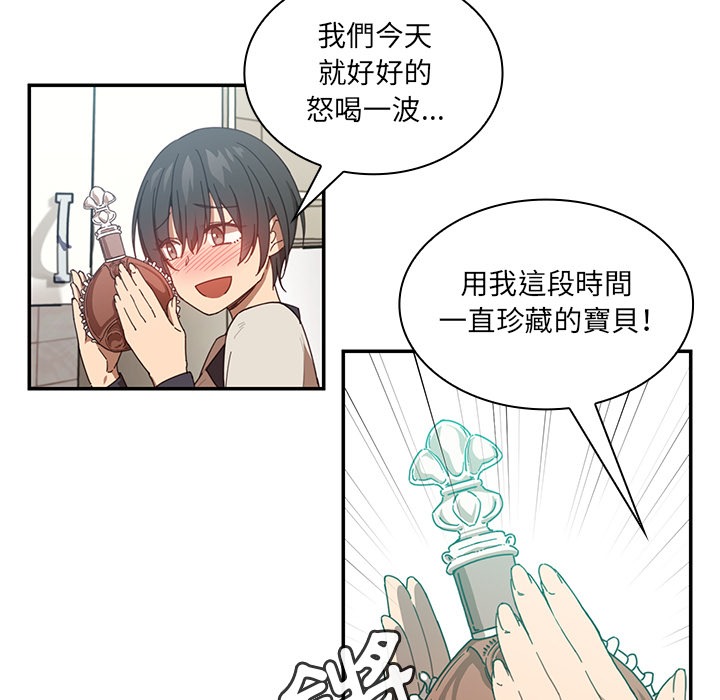 我們今天
就好好的
怒喝一波...
用我這段時間
一直珍藏的寶貝!
鏘